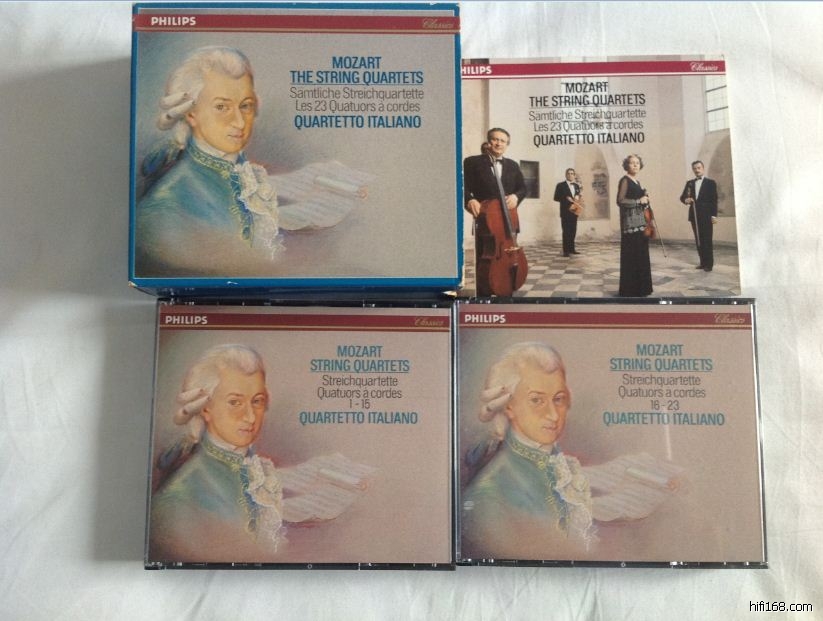 PHILIPS Classics
MOZART
THE STRING QUARTETS
Sämtliche Streichquartette
Les 23 Quatuors à cordes
QUARTETTO ITALIANO
PHILIPS Classics
MOZART
THE STRING QUARTETS
Sämtliche Streichquartette
Les 23 Quatuors à cordes
QUARTETTO ITALIANO
PHILIPS Classics
MOZART
STRING QUARTETS
Streichquartette
Quatuors à cordes
1-15
QUARTETTO ITALIANO
PHILIPS Classics
MOZART
STRING QUARTETS
Streichquartette
Quatuors à cordes
16-23
QUARTETTO ITALIANO
hifi168.com